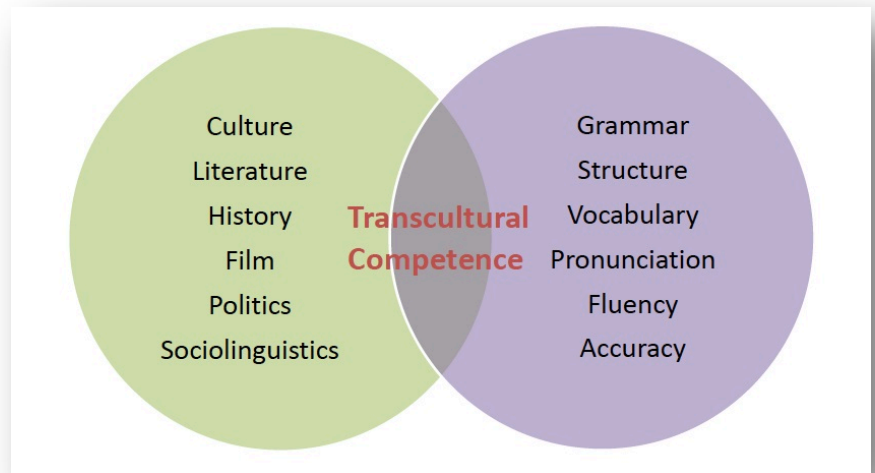 Culture
Literature
History
Film
Politics
Sociolinguistics
Transcultural
Competence
Grammar
Structure
Vocabulary
Pronunciation
Fluency
Accuracy